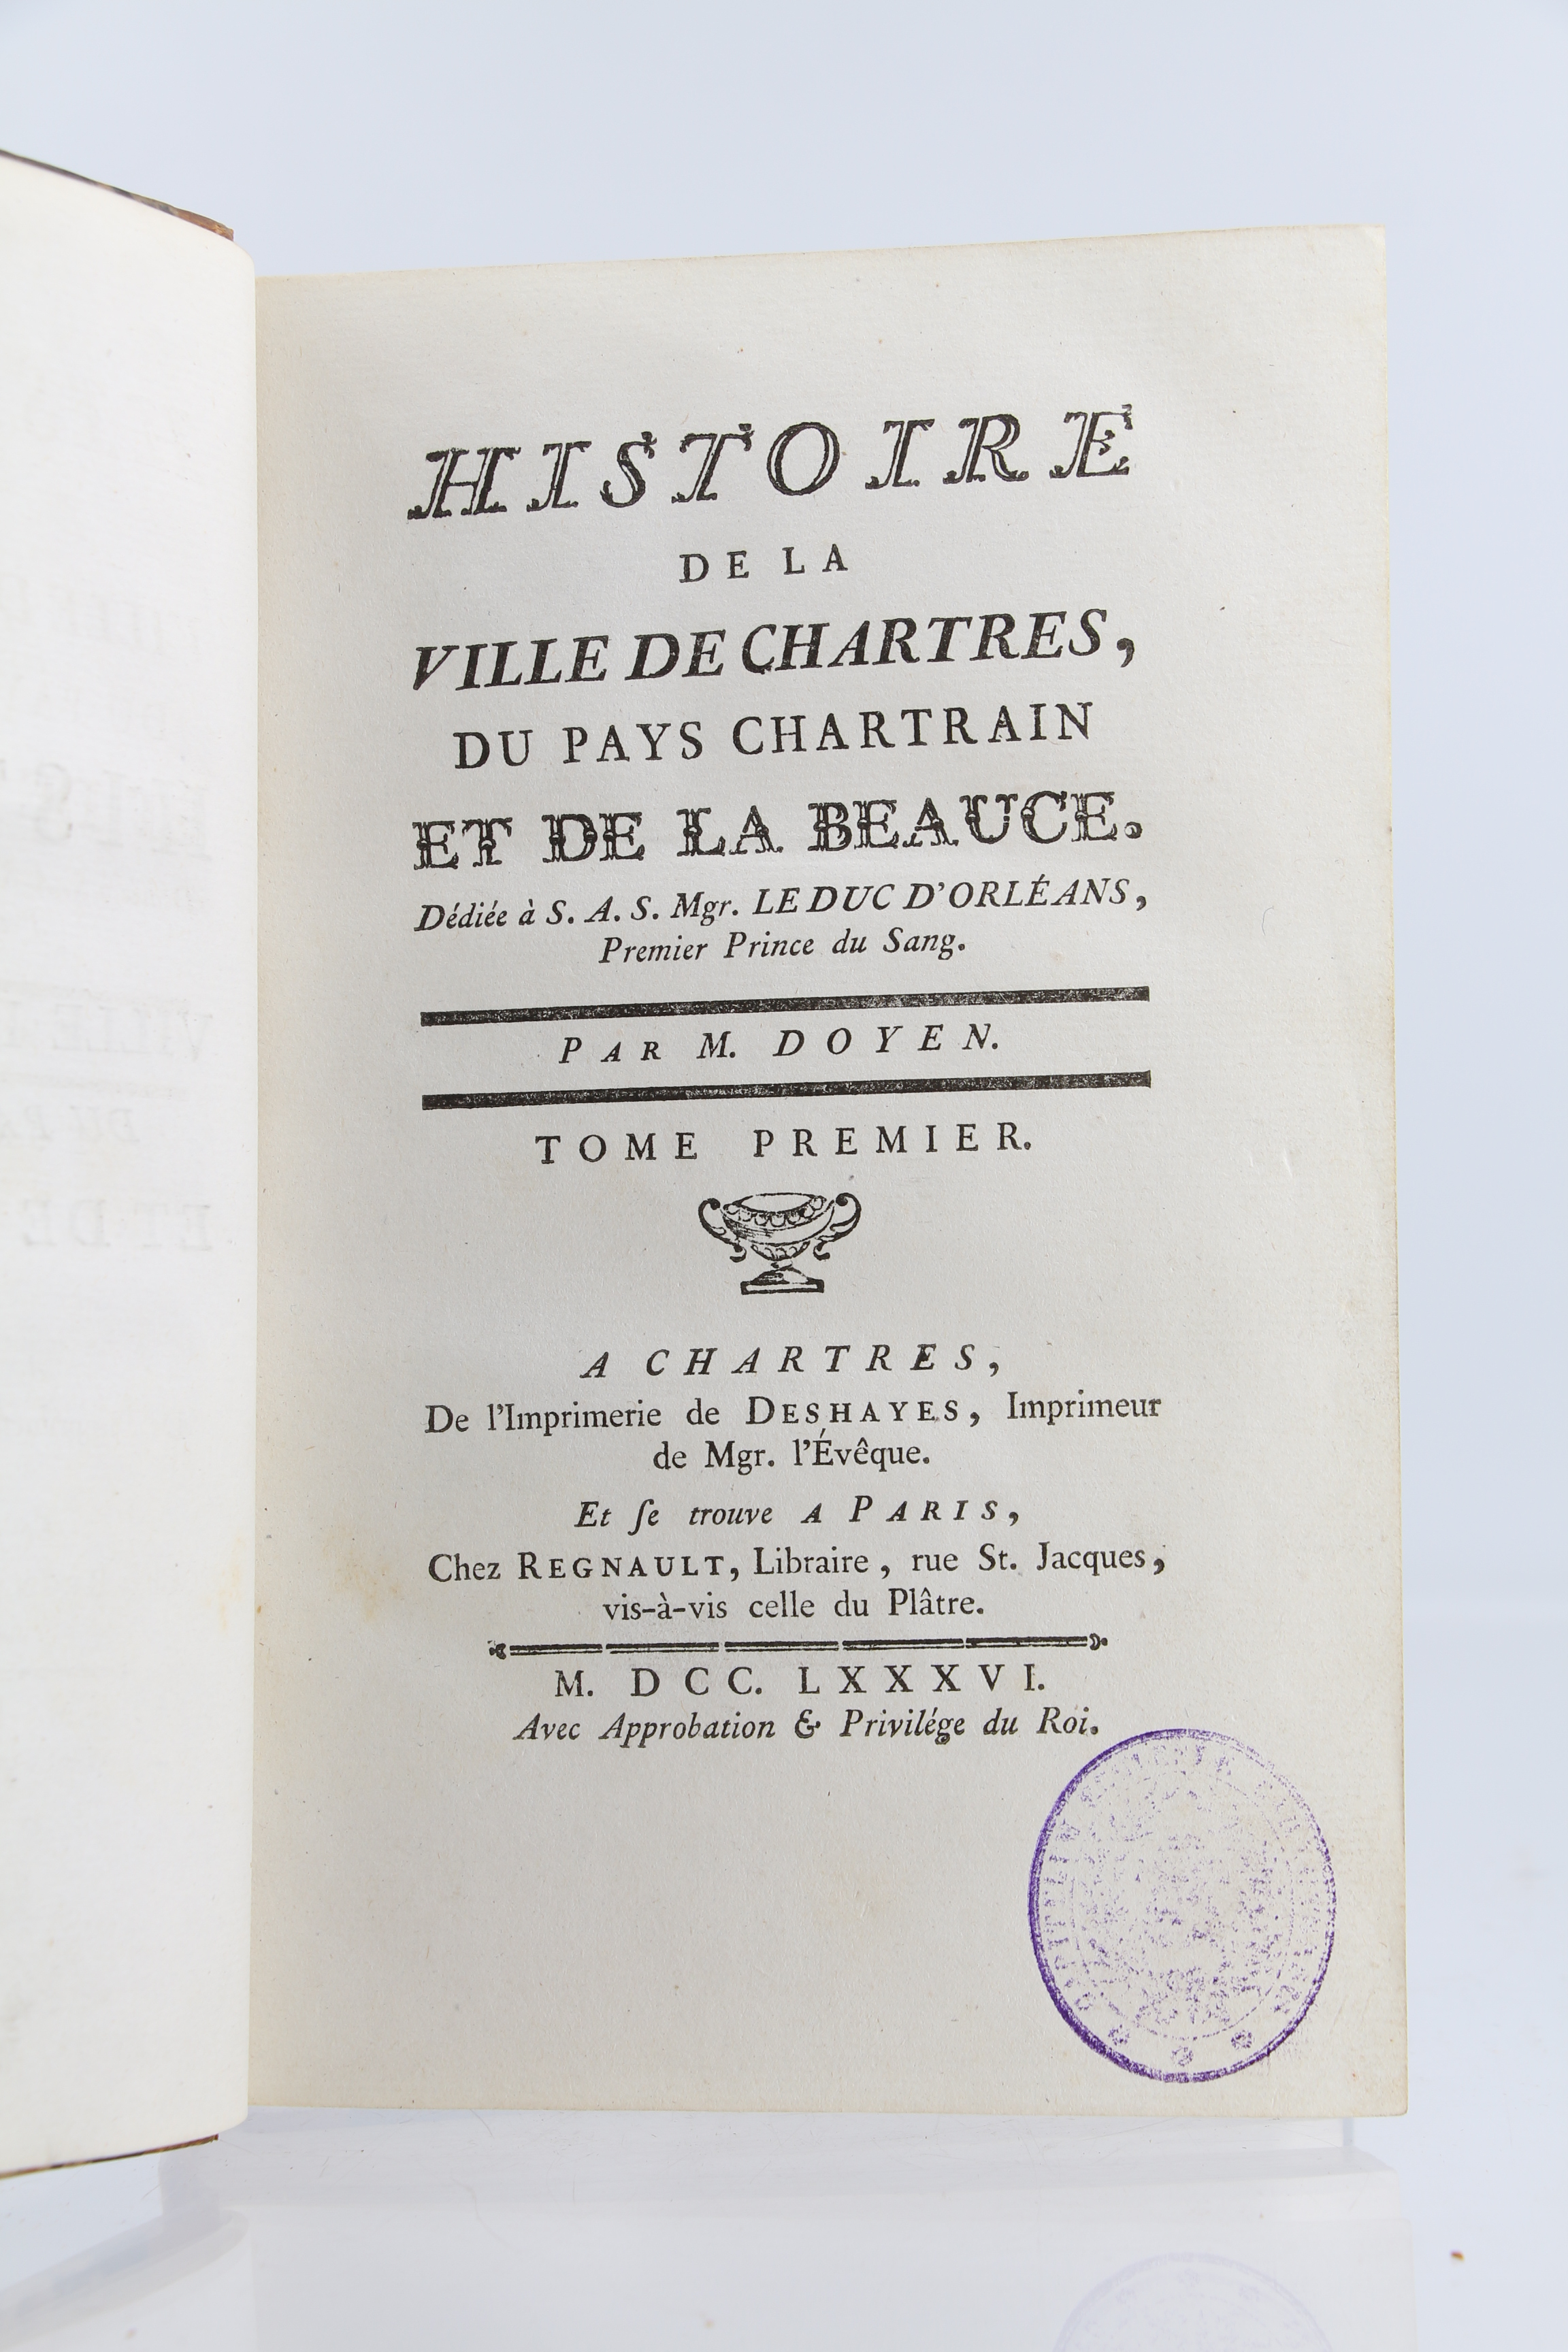 HISTOIRE
DE LA
VILLE DE CHARTRES,
DU PAYS CHARTRAIN
ET DE LA BEAUCE.
Dédiée à S. A. S. Mgr. LE DUC D'ORLÉANS,
Premier Prince du Sang.
PAR M. DOYEN.
TOME PREMIER.
A CHARTRES,
De l'Imprimerie de DESHAYES, Imprimeur
de Mgr. l'Évêque.
Et ſe trouve A PARIS,
Chez REGNAULT, Libraire, rue St. Jacques,
vis-à-vis celle du Plâtre.
M. DCC. LXXXVI.
Avec Approbation & Privilége du Roi.